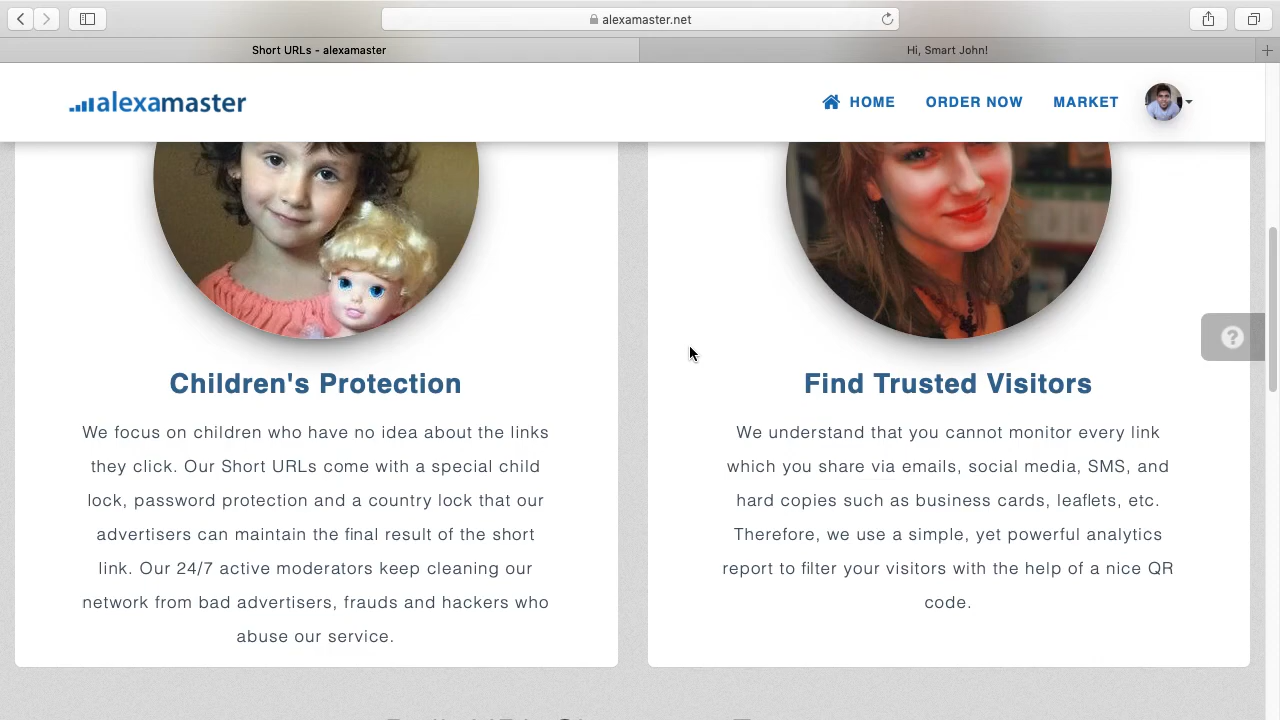 alexamaster.net
Short URLs - alexamaster
Hi, Smart John!
alexamaster
HOME
ORDER NOW
MARKET
Children's Protection
We focus on children who have no idea about the links
they click. Our Short URLs come with a special child
lock, password protection and a country lock that our
advertisers can maintain the final result of the short
link. Our 24/7 active moderators keep cleaning our
network from bad advertisers, frauds and hackers who
abuse our service.
Find Trusted Visitors
We understand that you cannot monitor every link
which you share via emails, social media, SMS, and
hard copies such as business cards, leaflets, etc.
Therefore, we use a simple, yet powerful analytics
report to filter your visitors with the help of a nice QR
code.